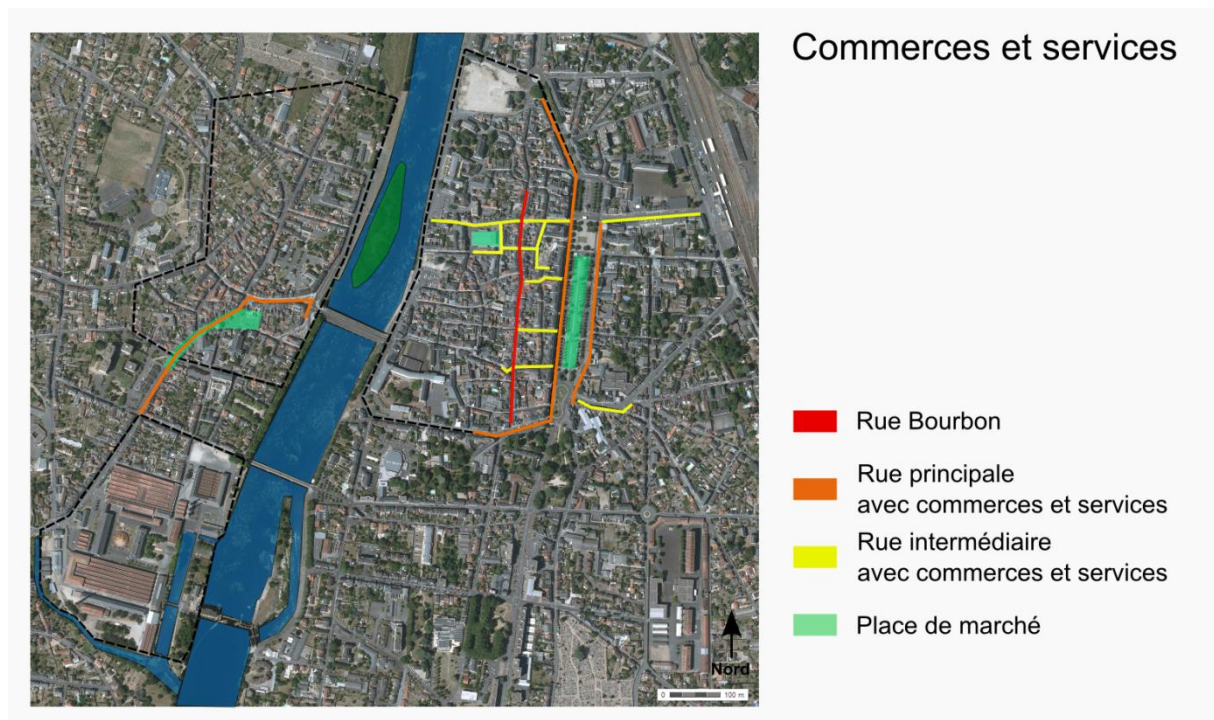 Commerces et services
Rue Bourbon
Rue principale
avec commerces et services
Rue intermédiaire
avec commerces et services
Place de marché
Nord
0 100 m